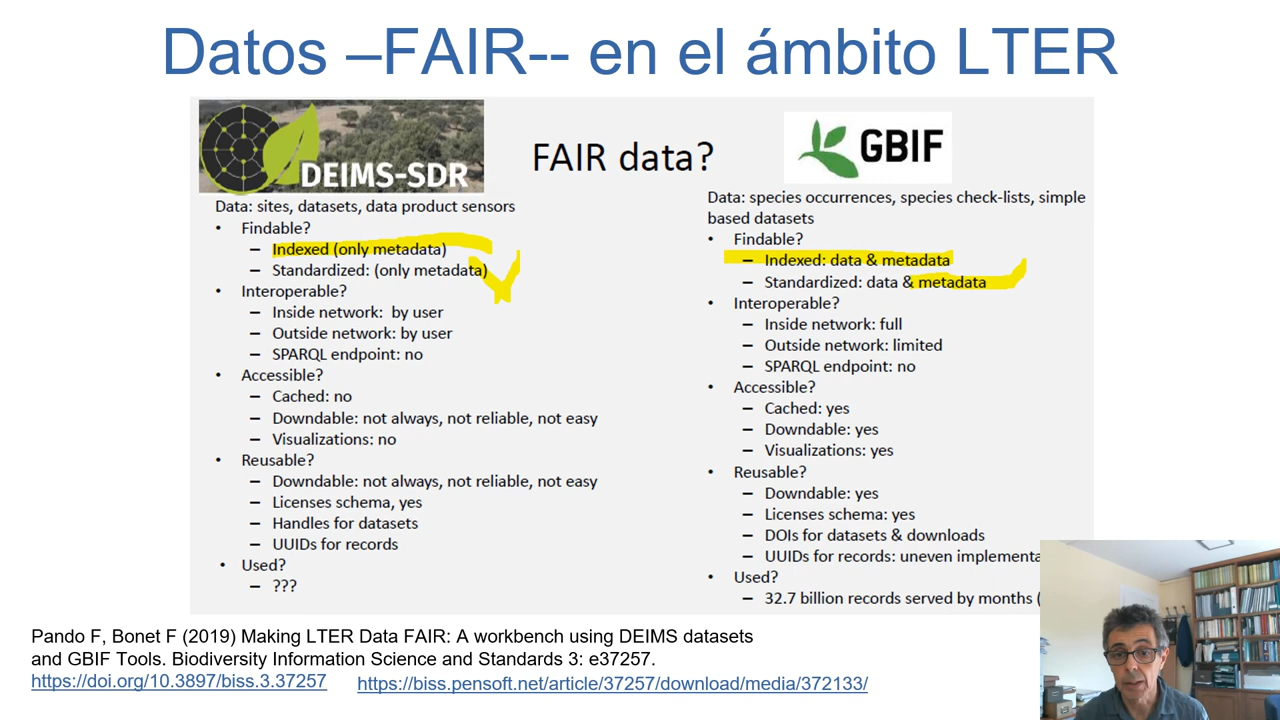 Datos –FAIR-- en el ámbito LTER
DEIMS-SDR
FAIR data?
GBIF
Data: sites, datasets, data product sensors
• Findable?
– Indexed (only metadata)
– Standardized: (only metadata)
• Interoperable?
– Inside network: by user
– Outside network: by user
– SPARQL endpoint: no
• Accessible?
– Cached: no
– Downdable: not always, not reliable, not easy
– Visualizations: no
• Reusable?
– Downdable: not always, not reliable, not easy
– Licenses schema, yes
– Handles for datasets
– UUIDs for records
• Used?
– ???
Data: species occurrences, species check-lists, simple
based datasets
• Findable?
– Indexed: data & metadata
– Standardized: data & metadata
• Interoperable?
– Inside network: full
– Outside network: limited
– SPARQL endpoint: no
• Accessible?
– Cached: yes
– Downdable: yes
– Visualizations: yes
• Reusable?
– Downdable: yes
– Licenses schema: yes
– DOIs for datasets & downloads
– UUIDs for records: uneven implementa
• Used?
– 32.7 billion records served by months (
Pando F, Bonet F (2019) Making LTER Data FAIR: A workbench using DEIMS datasets
and GBIF Tools. Biodiversity Information Science and Standards 3: e37257.
https://doi.org/10.3897/biss.3.37257 https://biss.pensoft.net/article/37257/download/media/372133/